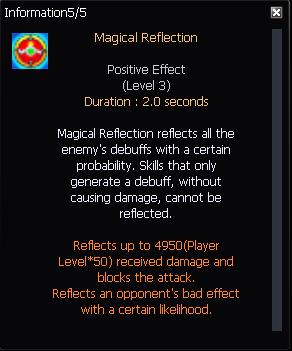 Information5/5
Magical Reflection
Positive Effect
(Level 3)
Duration : 2.0 seconds
Magical Reflection reflects all the
enemy's debuffs with a certain
probability. Skills that only
generate a debuff, without
causing damage, cannot be
reflected.
Reflects up to 4950(Player
Level*50) received damage and
blocks the attack.
Reflects an opponent's bad effect
with a certain likelihood.